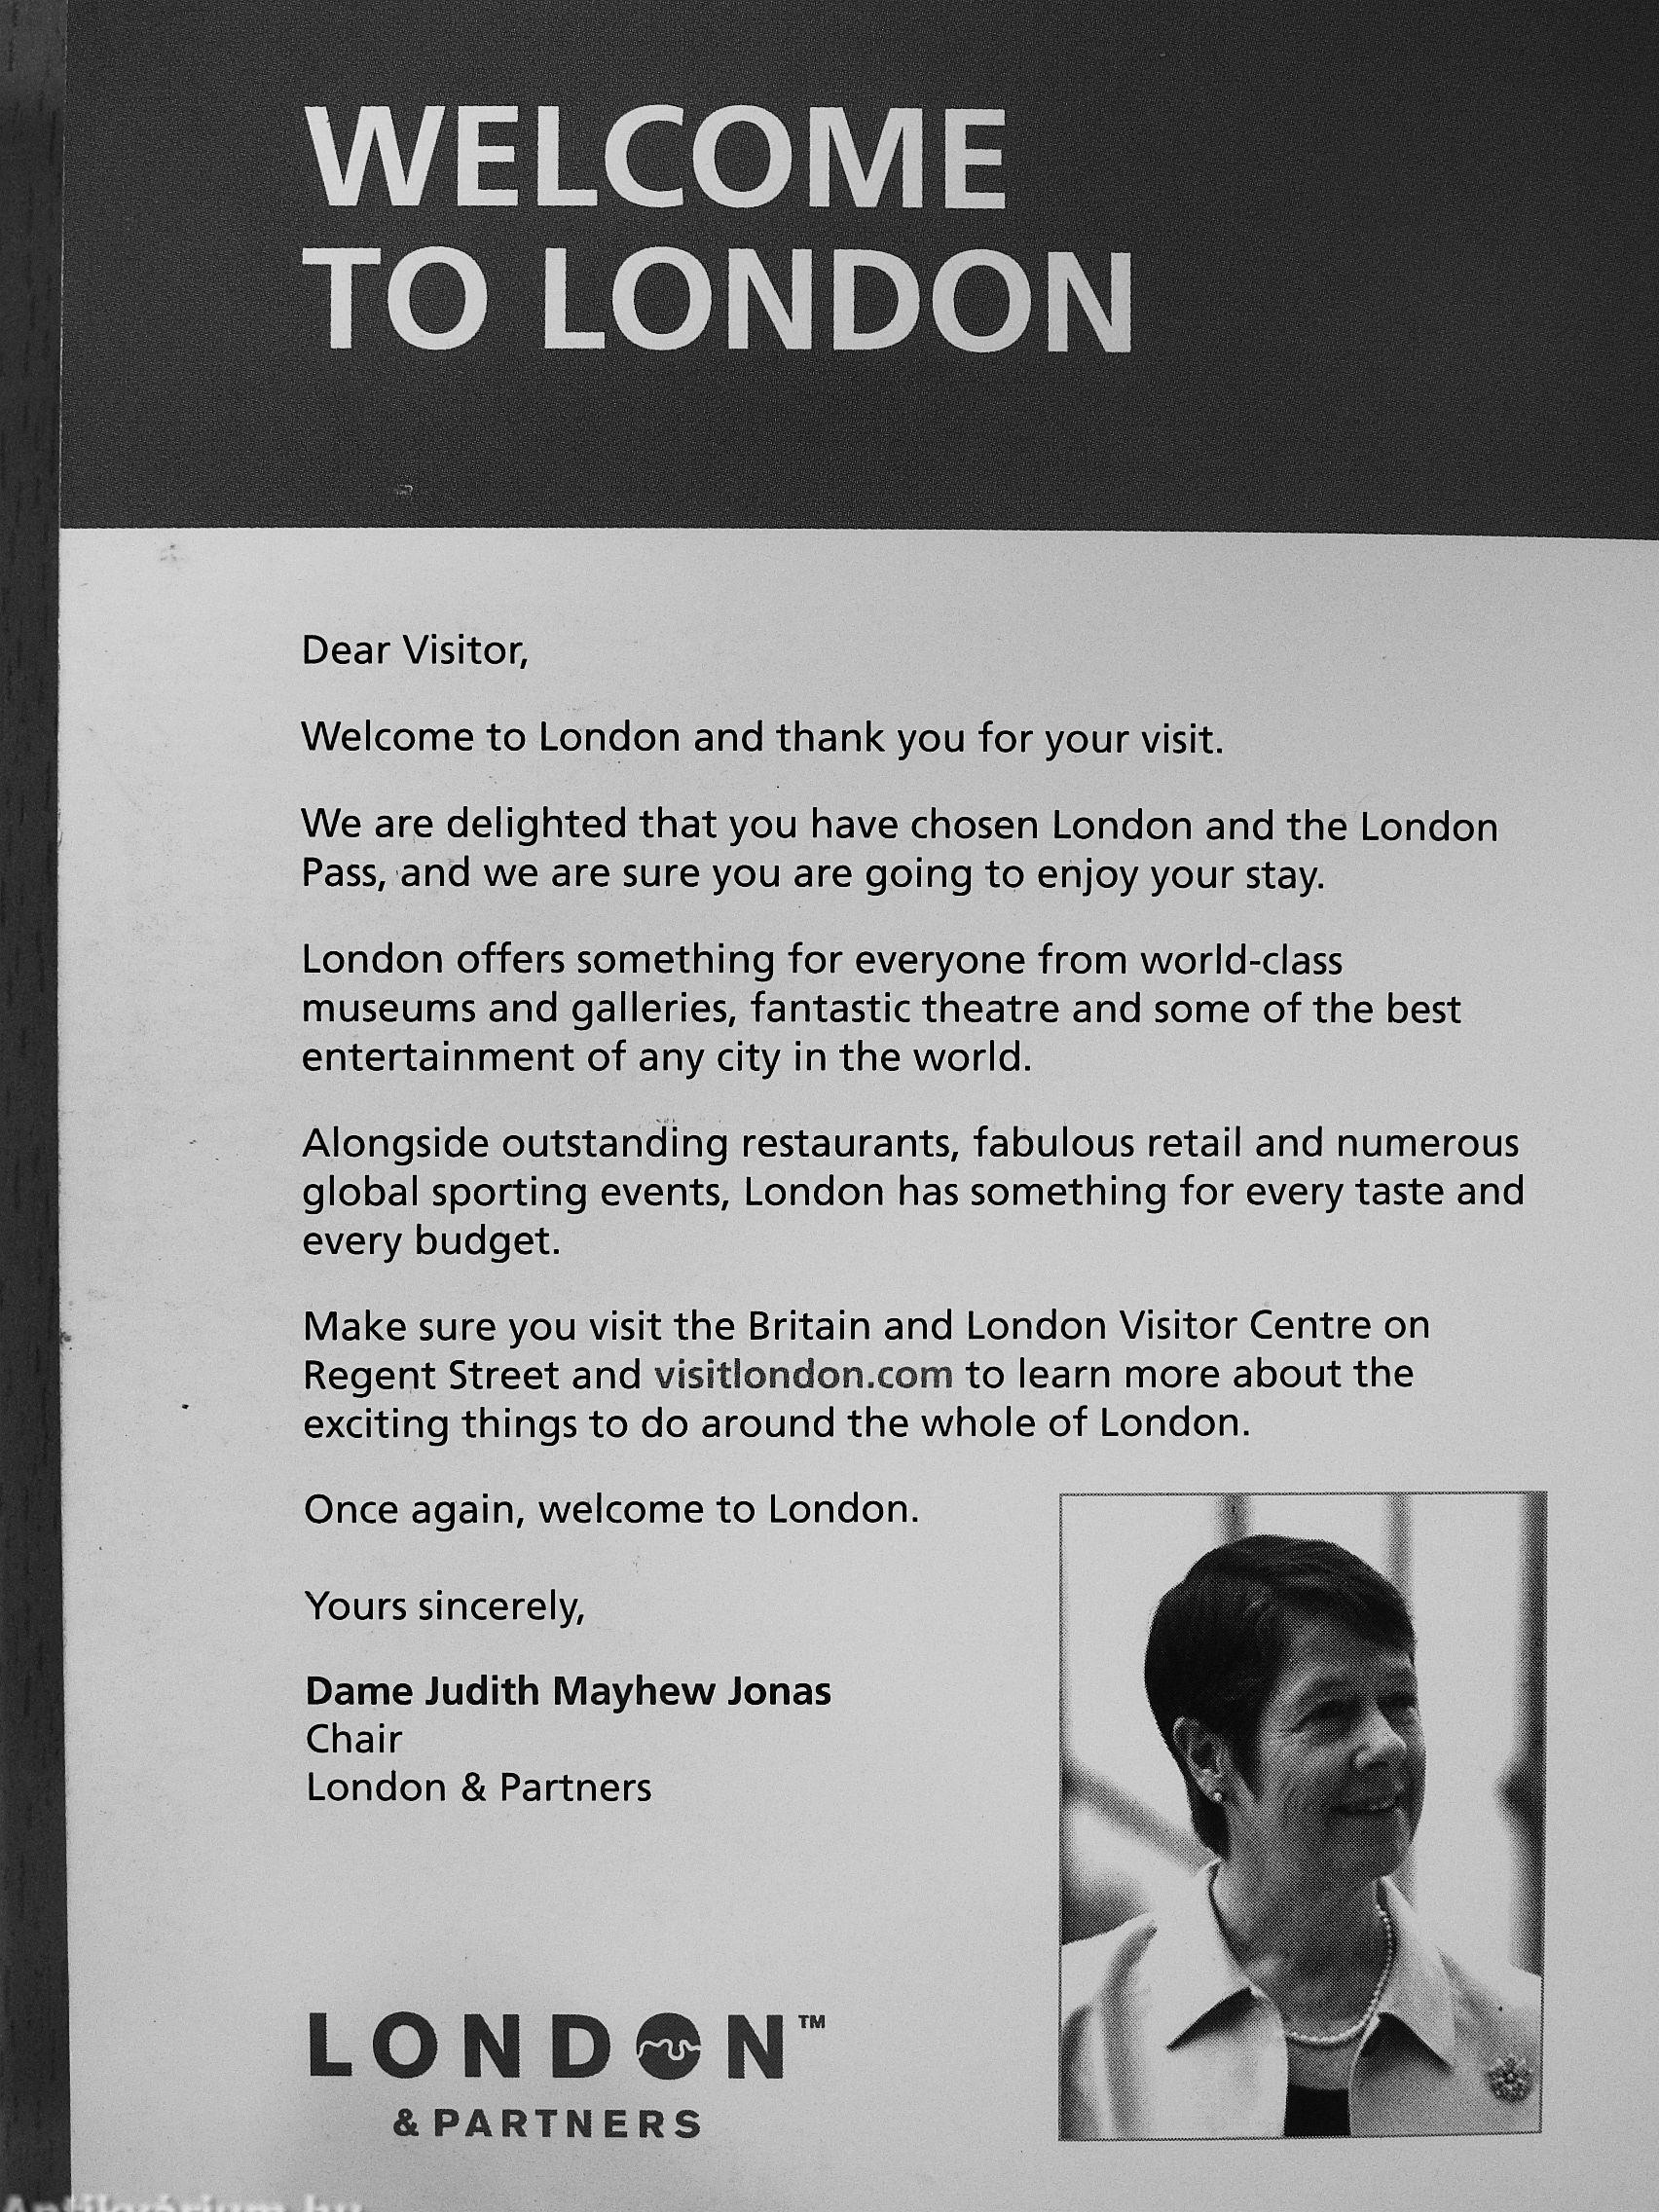 WELCOME
TO LONDON
Dear Visitor,
Welcome to London and thank you for your visit.
We are delighted that you have chosen London and the London
Pass, and we are sure you are going to enjoy your stay.
London offers something for everyone from world-class
museums and galleries, fantastic theatre and some of the best
entertainment of any city in the world.
Alongside outstanding restaurants, fabulous retail and numerous
global sporting events, London has something for every taste and
every budget.
Make sure you visit the Britain and London Visitor Centre on
Regent Street and visitlondon.com to learn more about the
exciting things to do around the whole of London.
Once again, welcome to London.
Yours sincerely,
Dame Judith Mayhew Jonas
Chair
London & Partners
LONDON™
& PARTNERS
Antikvárium.hu